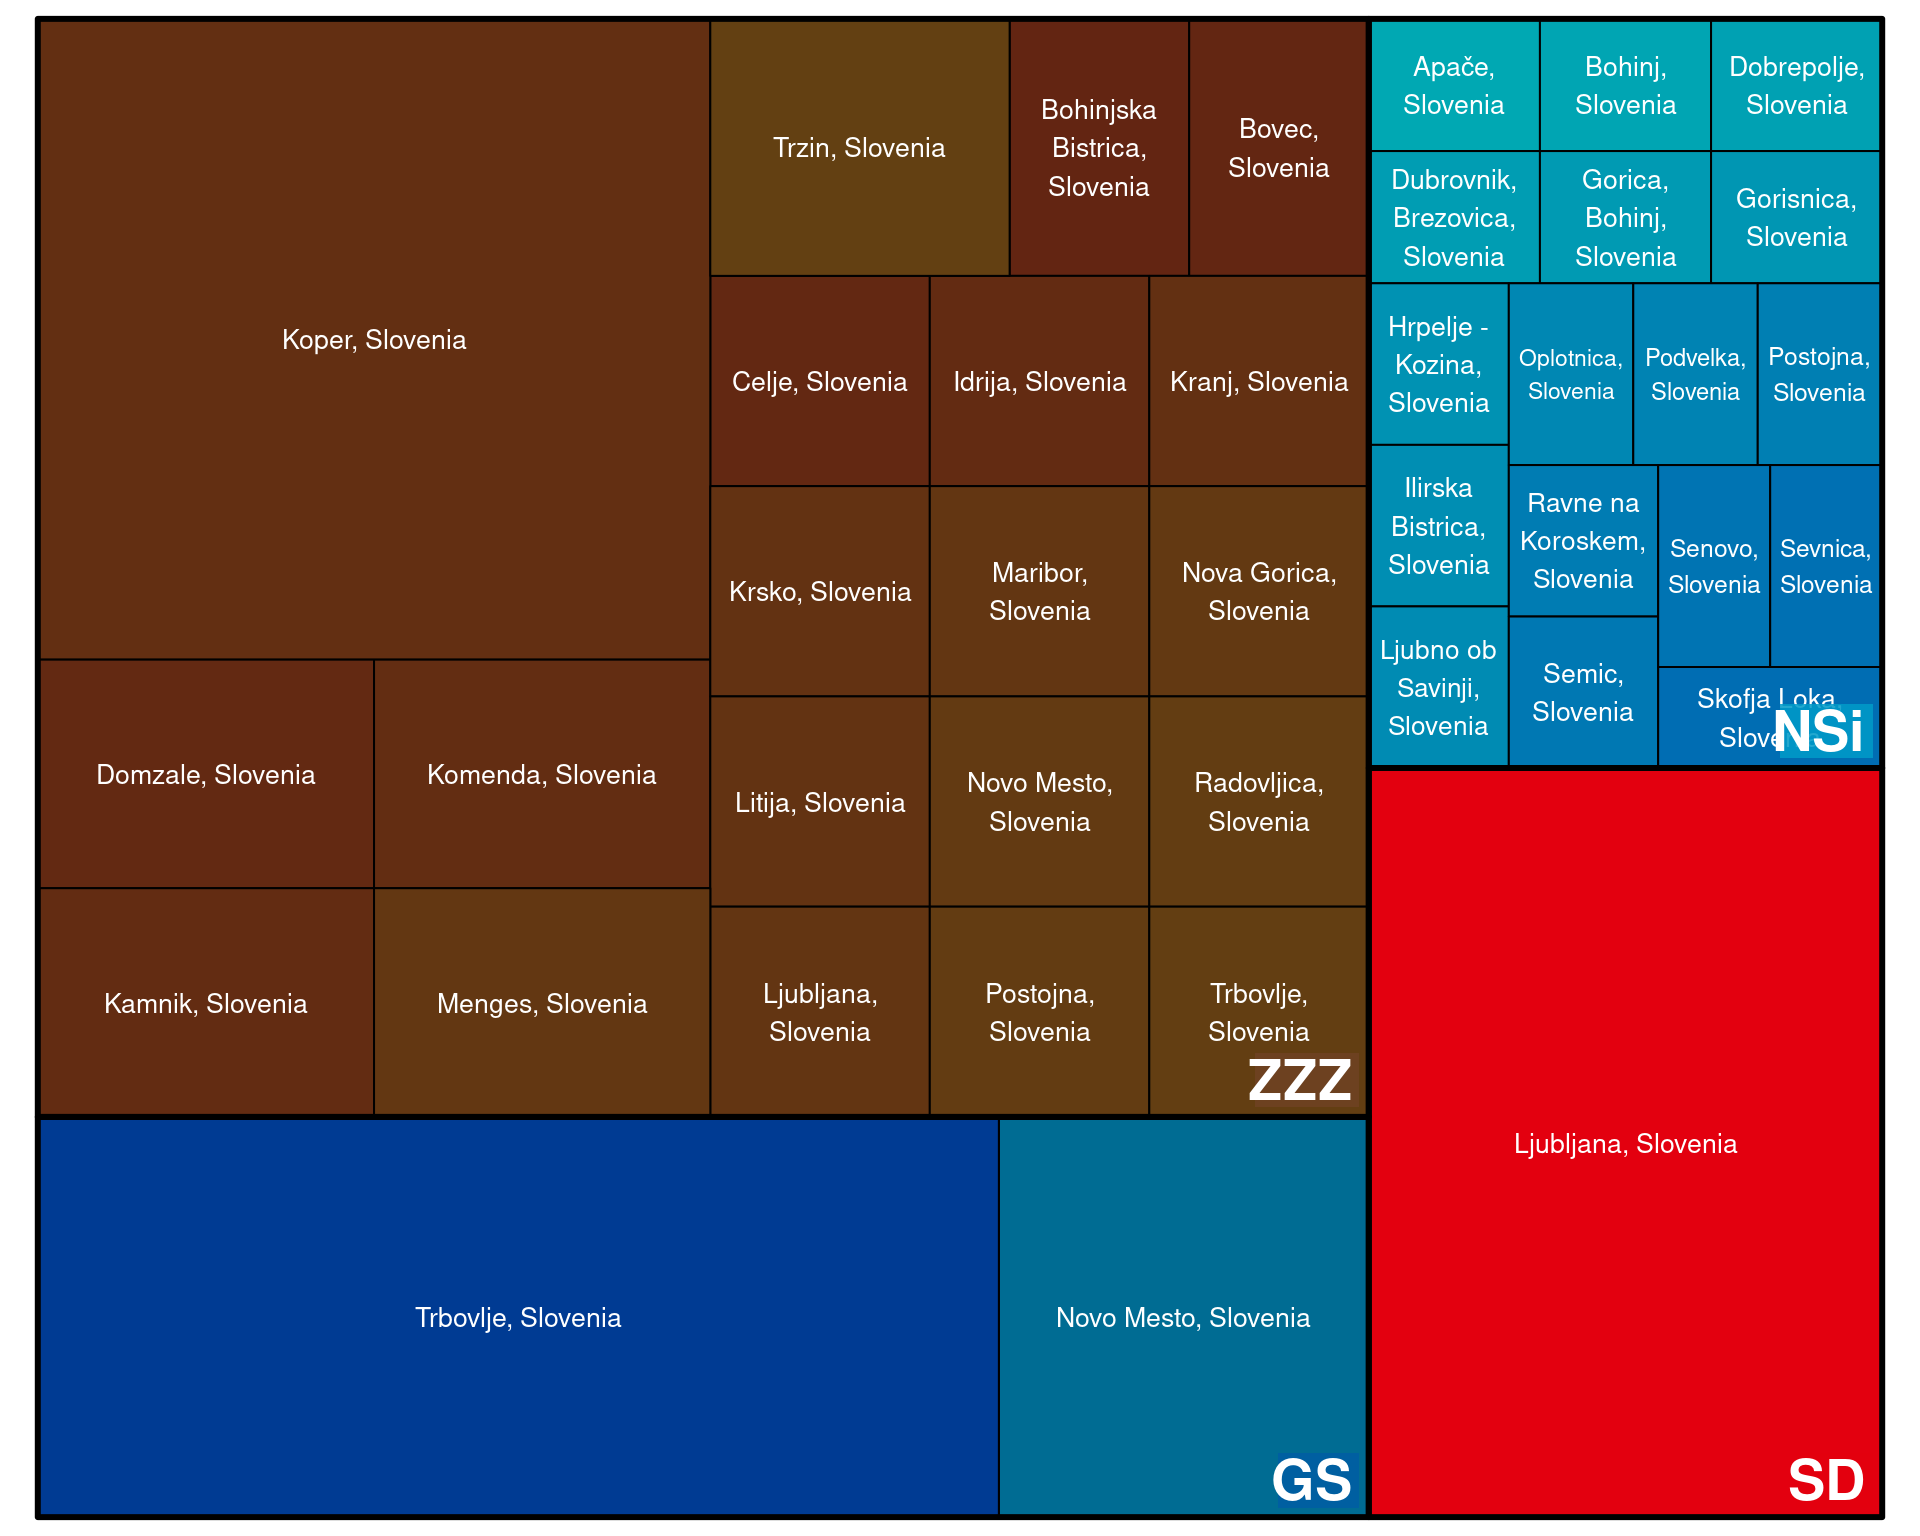 Koper, Slovenia
Domzale, Slovenia
Komenda, Slovenia
Kamnik, Slovenia
Menges, Slovenia
Trzin, Slovenia
Bohinjska
Bistrica,
Slovenia
Bovec,
Slovenia
Celje, Slovenia
Idrija, Slovenia
Kranj, Slovenia
Krsko, Slovenia
Maribor,
Slovenia
Nova Gorica,
Slovenia
Litija, Slovenia
Novo Mesto,
Slovenia
Radovljica,
Slovenia
Ljubljana,
Slovenia
Postojna,
Slovenia
Trbovlje,
Slovenia
ZZZ
Trbovlje, Slovenia
Novo Mesto, Slovenia
GS
Apače,
Slovenia
Bohinj,
Slovenia
Dobrepolje,
Slovenia
Dubrovnik,
Brezovica,
Slovenia
Gorica,
Bohinj,
Slovenia
Gorisnica,
Slovenia
Hrpelje -
Kozina,
Slovenia
Ilirska
Bistrica,
Slovenia
Ljubno ob
Savinji,
Slovenia
Oplotnica,
Slovenia
Podvelka,
Slovenia
Postojna,
Slovenia
Ravne na
Koroskem,
Slovenia
Semic,
Slovenia
Senovo,
Slovenia
Sevnica,
Slovenia
Skofja Loka,
NSi
Ljubljana, Slovenia
SD